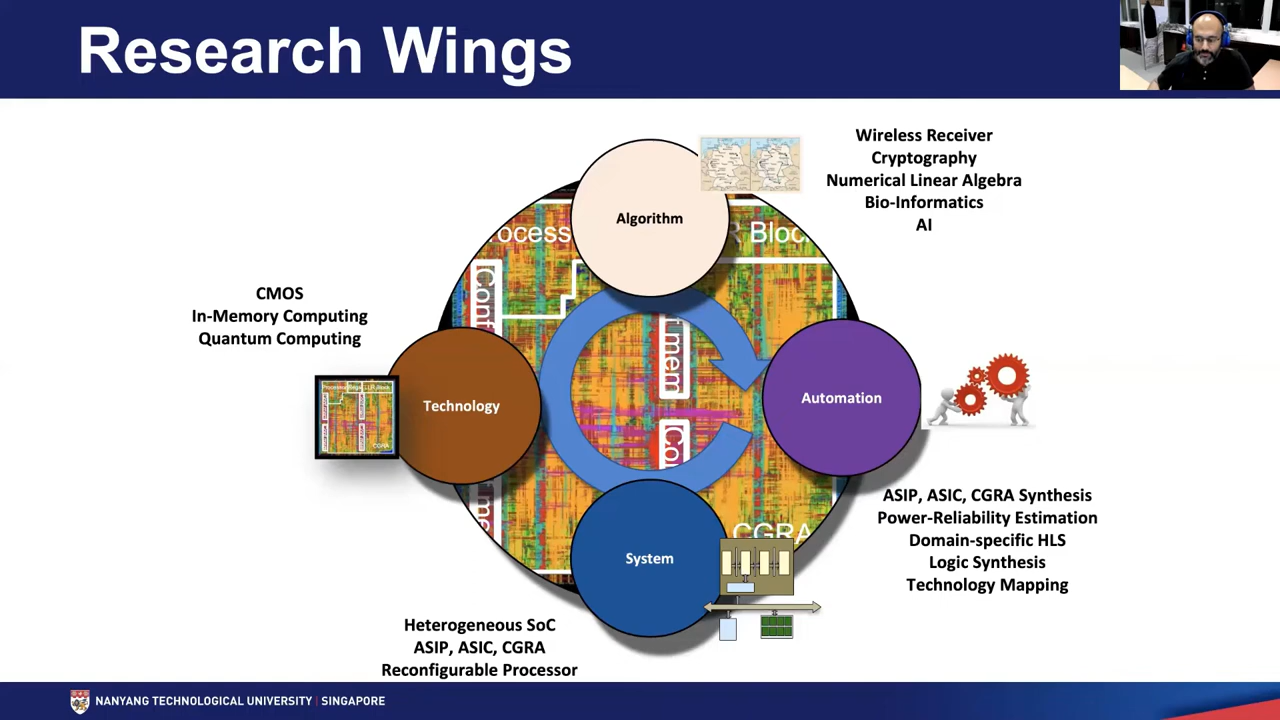 Research Wings
Wireless Receiver
Cryptography
Numerical Linear Algebra
Bio-Informatics
AI
Algorithm
CMOS
In-Memory Computing
Quantum Computing
Technology
Automation
ASIP, ASIC, CGRA Synthesis
Power-Reliability Estimation
Domain-specific HLS
Logic Synthesis
Technology Mapping
CGRA
System
Heterogeneous SoC
ASIP, ASIC, CGRA
Reconfigurable Processor
CGRA
NANYANG TECHNOLOGICAL UNIVERSITY | SINGAPORE